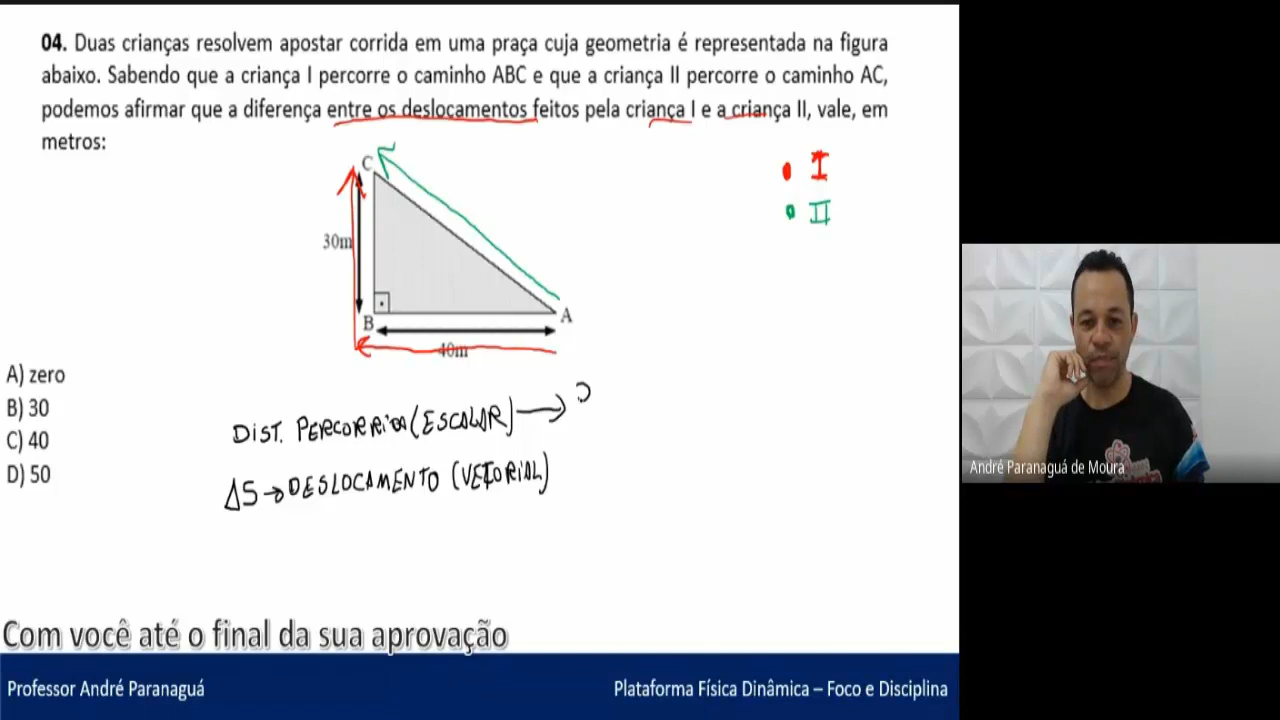 04. Duas crianças resolvem apostar corrida em uma praça cuja geometria é representada na figura
abaixo. Sabendo que a criança I percorre o caminho ABC e que a criança II percorre o caminho AC,
podemos afirmar que a diferença entre os deslocamentos feitos pela criança I e a criança II, vale, em
metros:
C
I
II
30m
B
A
40m
A) zero
B) 30
C) 40
D) 50
DIST. PERCORRIDA (ESCALAR) →
ΔS → DESLOCAMENTO (VETORIAL)
André Paranaguá de Moura
Com você até o final da sua aprovação
Professor André Paranaguá
Plataforma Física Dinâmica – Foco e Disciplina